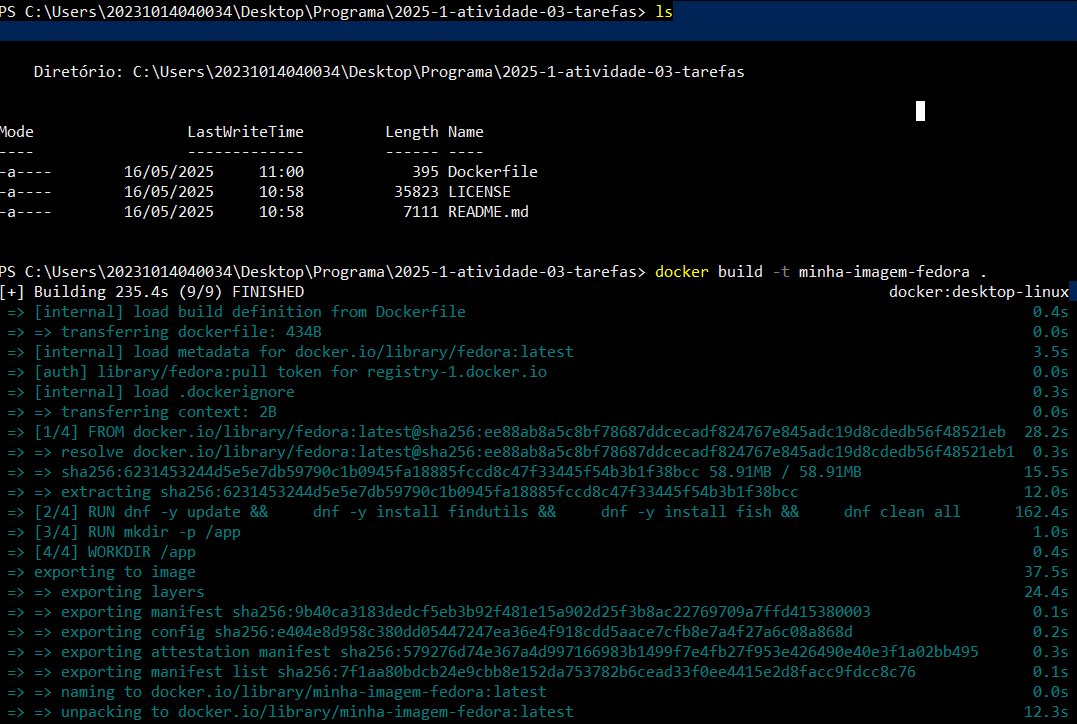 PS C:\Users\20231014040034\Desktop\Programa\2025-1-atividade-03-tarefas> ls
Diretório: C:\Users\20231014040034\Desktop\Programa\2025-1-atividade-03-tarefas
Mode LastWriteTime Length Name
---- ------------- ------ ----
-a---- 16/05/2025 11:00 395 Dockerfile
-a---- 16/05/2025 10:58 35823 LICENSE
-a---- 16/05/2025 10:58 7111 README.md
PS C:\Users\20231014040034\Desktop\Programa\2025-1-atividade-03-tarefas> docker build -t minha-imagem-fedora .
[+] Building 235.4s (9/9) FINISHED docker:desktop-linux
=> [internal] load build definition from Dockerfile 0.4s
=> => transferring dockerfile: 434B 0.0s
=> [internal] load metadata for docker.io/library/fedora:latest 3.5s
=> [auth] library/fedora:pull token for registry-1.docker.io 0.0s
=> [internal] load .dockerignore 0.3s
=> => transferring context: 2B 0.0s
=> [1/4] FROM docker.io/library/fedora:latest@sha256:ee88ab8a5c8bf78687ddcecadf824767e845adc19d8cdedb56f48521eb 28.2s
=> => resolve docker.io/library/fedora:latest@sha256:ee88ab8a5c8bf78687ddcecadf824767e845adc19d8cdedb56f48521eb1 0.3s
=> => sha256:6231453244d5e5e7db59790c1b0945fa18885fccd8c47f33445f54b3b1f38bcc 58.91MB / 58.91MB 15.5s
=> => extracting sha256:6231453244d5e5e7db59790c1b0945fa18885fccd8c47f33445f54b3b1f38bcc 12.0s
=> [2/4] RUN dnf -y update && dnf -y install findutils && dnf -y install fish && dnf clean all 162.4s
=> [3/4] RUN mkdir -p /app 1.0s
=> [4/4] WORKDIR /app 0.4s
=> exporting to image 37.5s
=> => exporting layers 24.4s
=> => exporting manifest sha256:9b40ca3183dedcf5eb3b92f481e15a902d25f3b8ac22769709a7ffd415380003 0.1s
=> => exporting config sha256:e404e8d958c380dd05447247ea36e4f918cdd5aace7cfb8e7a4f27a6c08a868d 0.2s
=> => exporting attestation manifest sha256:579276d74e367a4d997166983b1499f7e4fb27f953e426490e40e3f1a02bb495 0.3s
=> => exporting manifest list sha256:7f1aa80bdcb24e9cbb8e152da753782b6cead33f0ee4415e2d8facc9fdcc8c76 0.1s
=> => naming to docker.io/library/minha-imagem-fedora:latest 0.0s
=> => unpacking to docker.io/library/minha-imagem-fedora:latest 12.3s